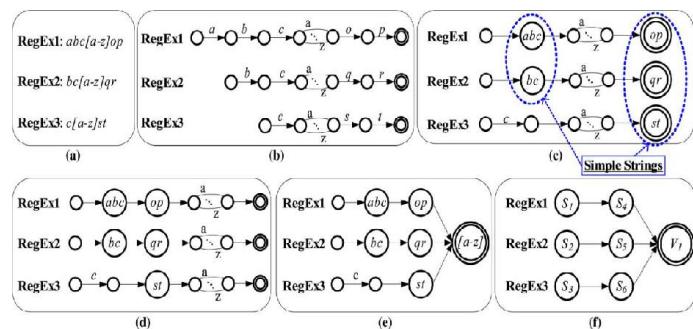 RegEx1: abc[a-z]op
RegEx2: bc[a-z]qr
RegEx3: c[a-z]st
(a)
RegEx1 a b c a z o p
RegEx2 b c a z q r
RegEx3 c a z s t
(b)
RegEx1 abc a z op
RegEx2 bc a z qr
RegEx3 c a z st
(c)
Simple Strings
RegEx1 abc op a z
RegEx2 bc qr a z
RegEx3 c st a z
(d)
RegEx1 abc op
RegEx2 bc qr [a-z]
RegEx3 c st
(e)
RegEx1 S1 S4
RegEx2 S2 S5 V1
RegEx3 S3 S6
(f)